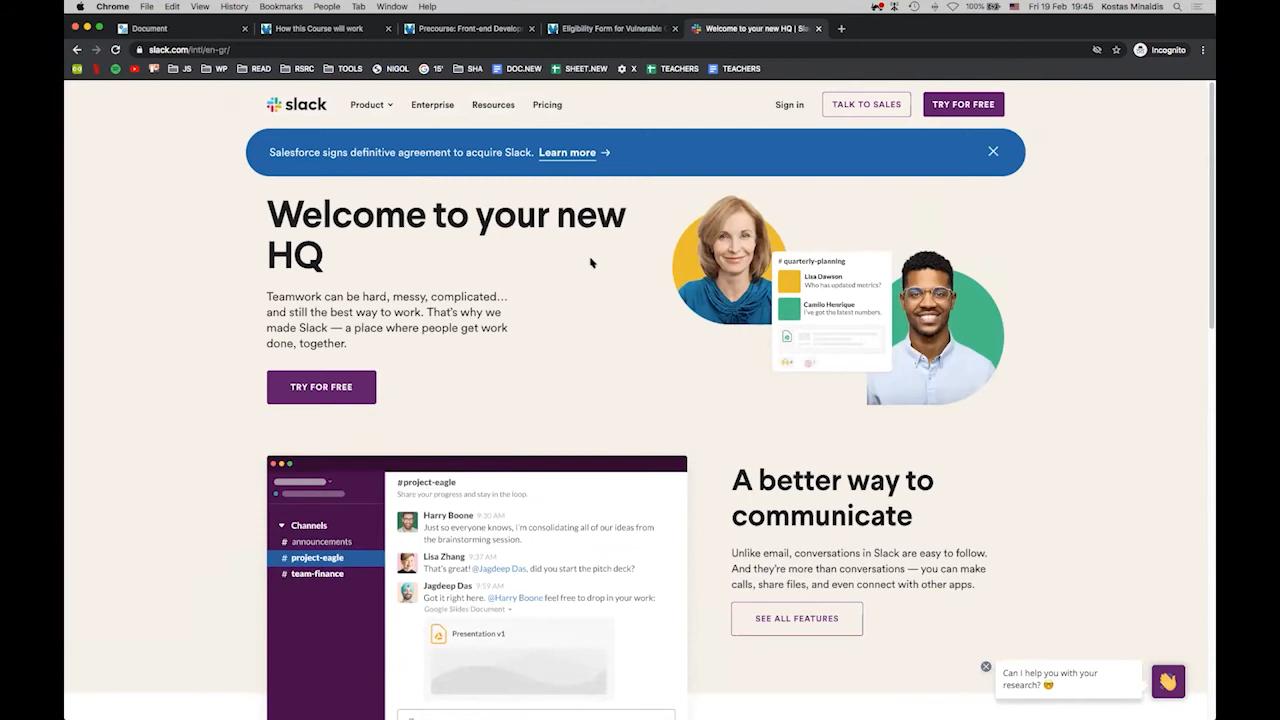 Chrome File Edit View History Bookmarks People Tab Window Help 100% Fri 19 Feb 19:45 Kostas Minaidis
Document How this Course will work Precourse: Front-end Develop Eligibility Form for Vulnerable Welcome to your new HQ | Sla
slack.com/intl/en-gr/ Incognito
JS WP READ RSRC TOOLS NIGOL 15' SHA DOC.NEW SHEET.NEW X TEACHERS TEACHERS
slack Product Enterprise Resources Pricing Sign in TALK TO SALES TRY FOR FREE
Salesforce signs definitive agreement to acquire Slack. Learn more →
Welcome to your new
HQ
Teamwork can be hard, messy, complicated…
and still the best way to work. That's why we
made Slack — a place where people get work
done, together.
TRY FOR FREE
# quarterly-planning
Lisa Dawson
Who has updated metrics?
Camilo Henrique
I've got the latest numbers.
#project-eagle
Share your progress and stay in the loop.
Channels
# announcements
# project-eagle
# team-finance
Harry Boone 9:30 AM
Just so everyone knows, I'm consolidating all of our ideas from
the brainstorming session.
Lisa Zhang 9:37 AM
That's great! @Jagdeep Das, did you start the pitch deck?
Jagdeep Das 9:59 AM
Got it right here. @Harry Boone feel free to drop in your work:
Google Slides Document
Presentation v1
A better way to
communicate
Unlike email, conversations in Slack are easy to follow.
And they're more than conversations — you can make
calls, share files, and even connect with other apps.
SEE ALL FEATURES
Can I help you with your
research?